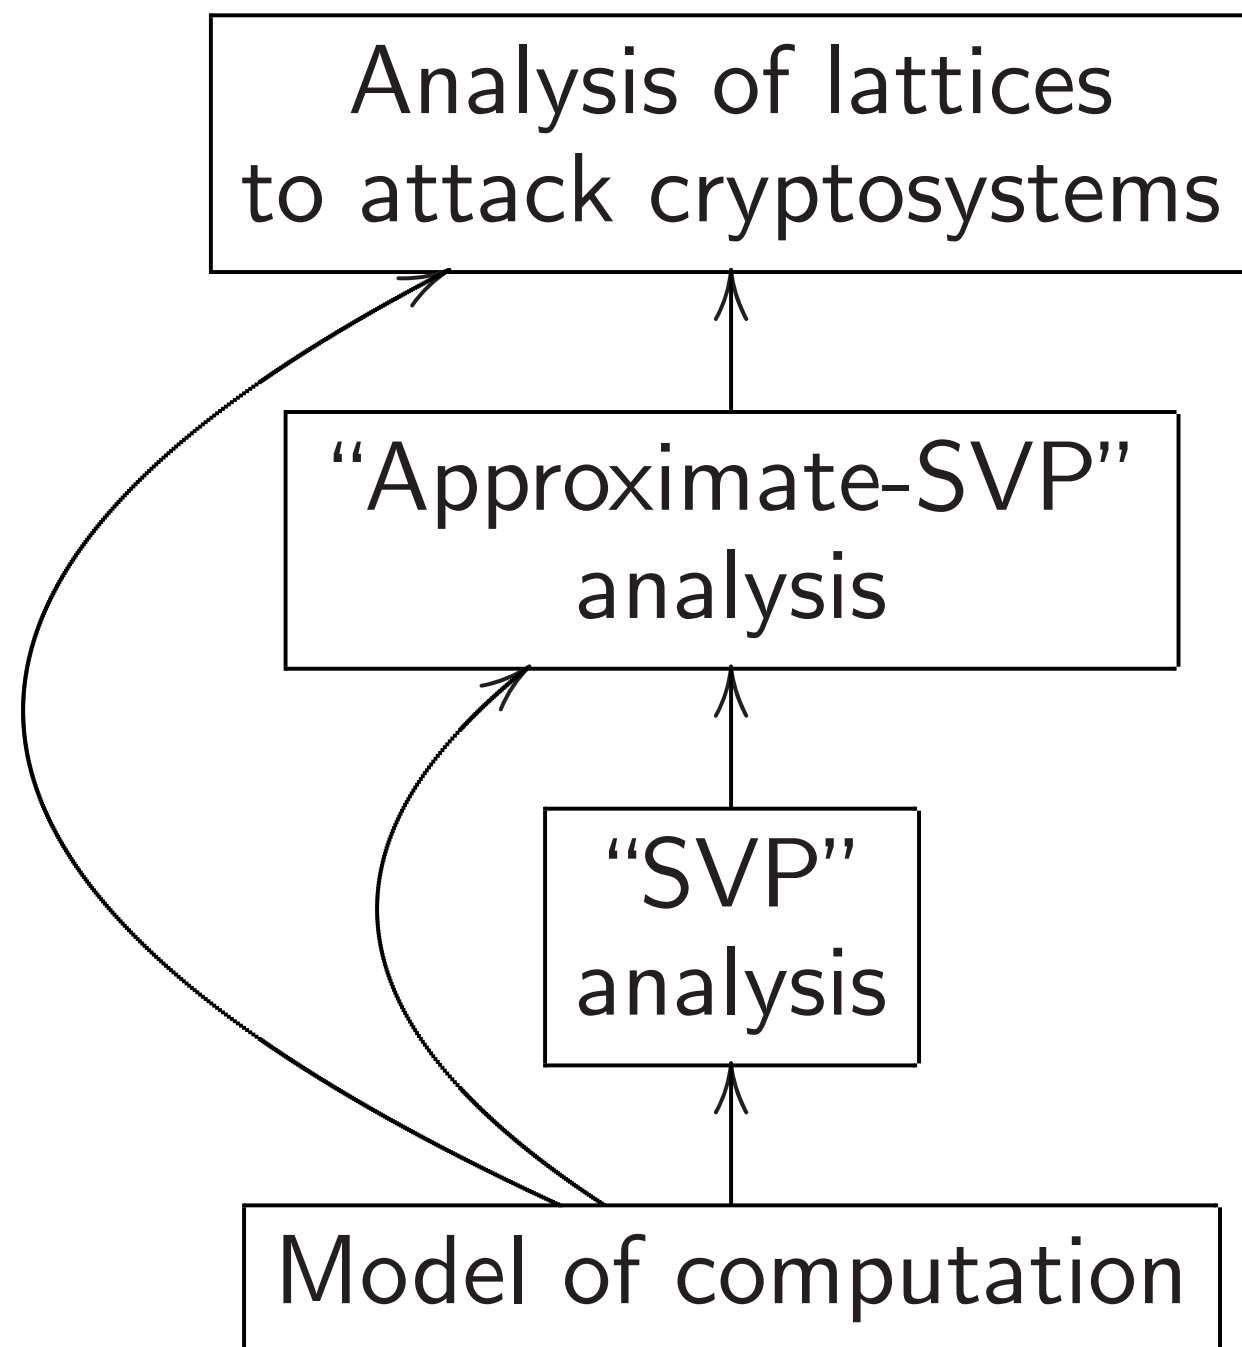 Analysis of lattices
to attack cryptosystems
“Approximate-SVP”
analysis
“SVP”
analysis
Model of computation